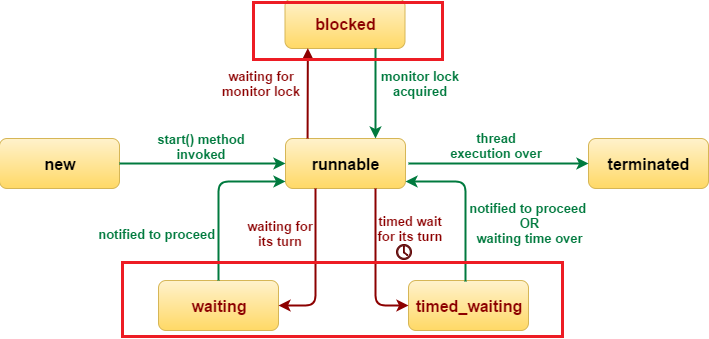 blocked
waiting for
monitor lock
monitor lock
acquired
start() method
invoked
thread
execution over
new
runnable
terminated
notified to proceed
waiting for
its turn
timed wait
for its turn
notified to proceed
OR
waiting time over
waiting
timed_waiting